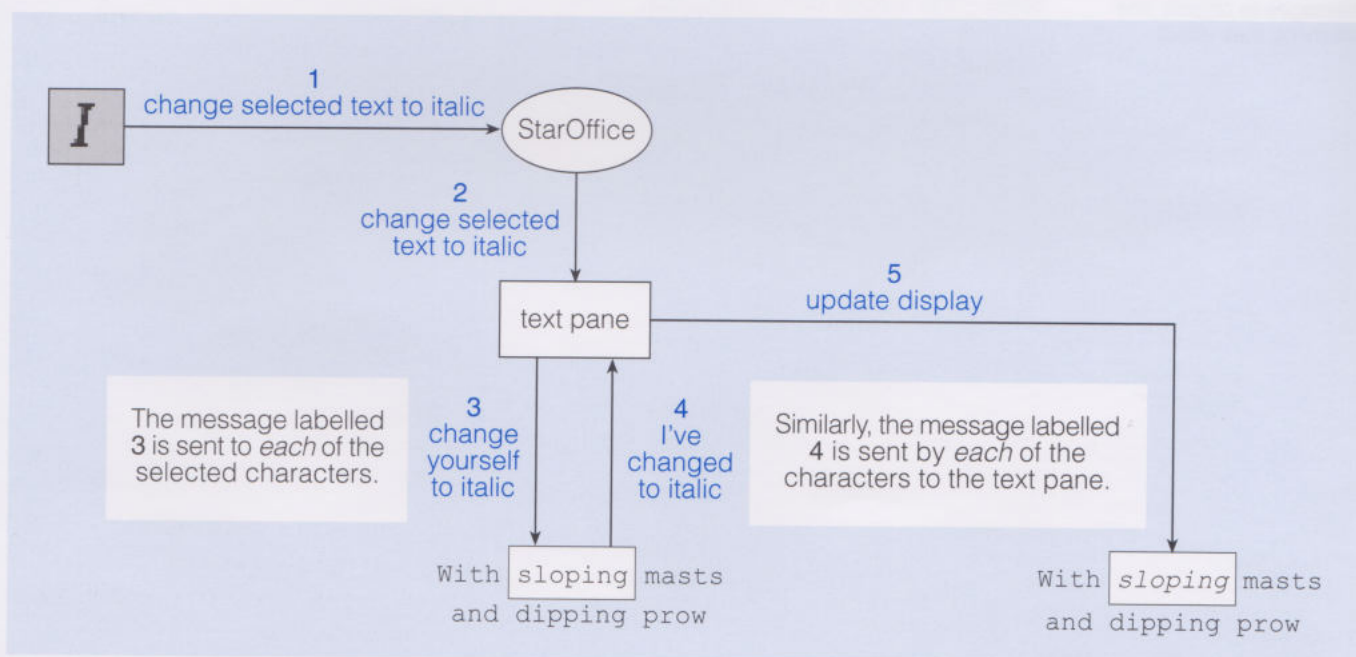 1
change selected text to italic
I
StarOffice
2
change selected
text to italic
5
update display
text pane
The message labelled
3 is sent to each of the
selected characters.
3
change
yourself
to italic
4
I've
changed
to italic
Similarly, the message labelled
4 is sent by each of the
characters to the text pane.
With sloping masts
and dipping prow
With sloping masts
and dipping prow